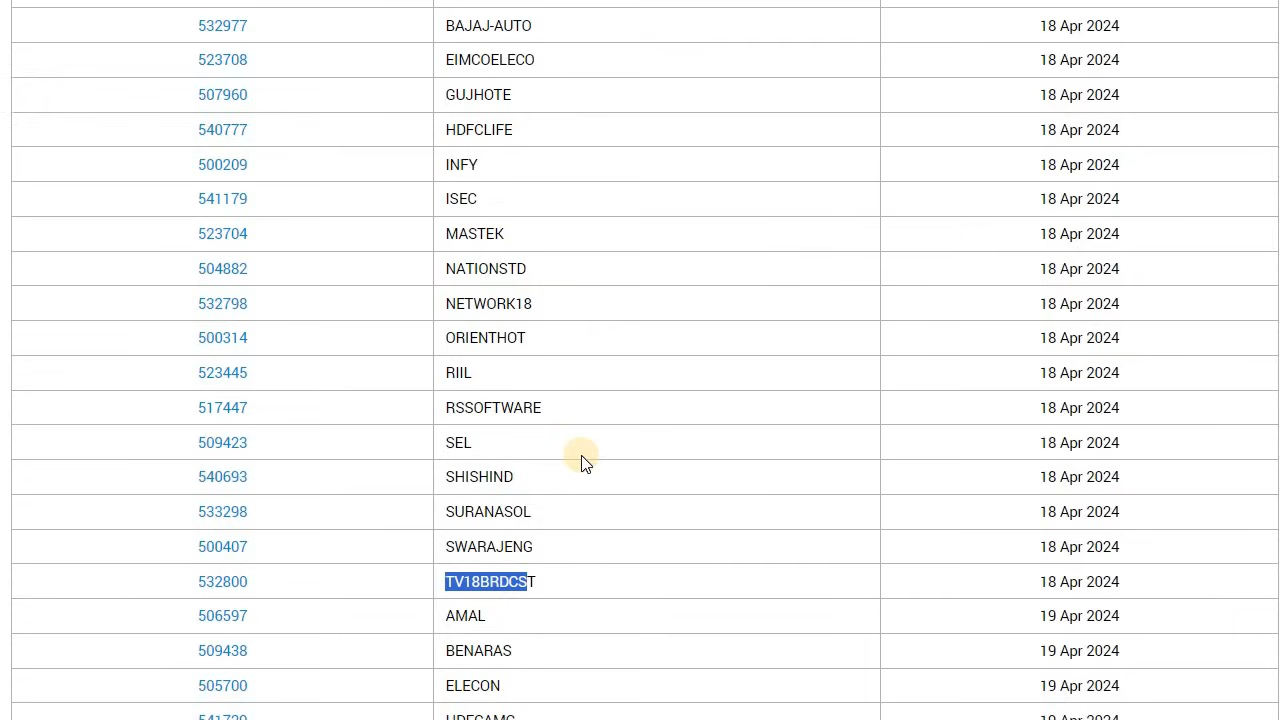 532977 BAJAJ-AUTO 18 Apr 2024
523708 EIMCOELECO 18 Apr 2024
507960 GUJHOTE 18 Apr 2024
540777 HDFCLIFE 18 Apr 2024
500209 INFY 18 Apr 2024
541179 ISEC 18 Apr 2024
523704 MASTEK 18 Apr 2024
504882 NATIONSTD 18 Apr 2024
532798 NETWORK18 18 Apr 2024
500314 ORIENTHOT 18 Apr 2024
523445 RIIL 18 Apr 2024
517447 RSSOFTWARE 18 Apr 2024
509423 SEL 18 Apr 2024
540693 SHISHIND 18 Apr 2024
533298 SURANASOL 18 Apr 2024
500407 SWARAJENG 18 Apr 2024
532800 TV18BRDCST 18 Apr 2024
506597 AMAL 19 Apr 2024
509438 BENARAS 19 Apr 2024
505700 ELECON 19 Apr 2024
541729 HDFCAMC 19 Apr 2024